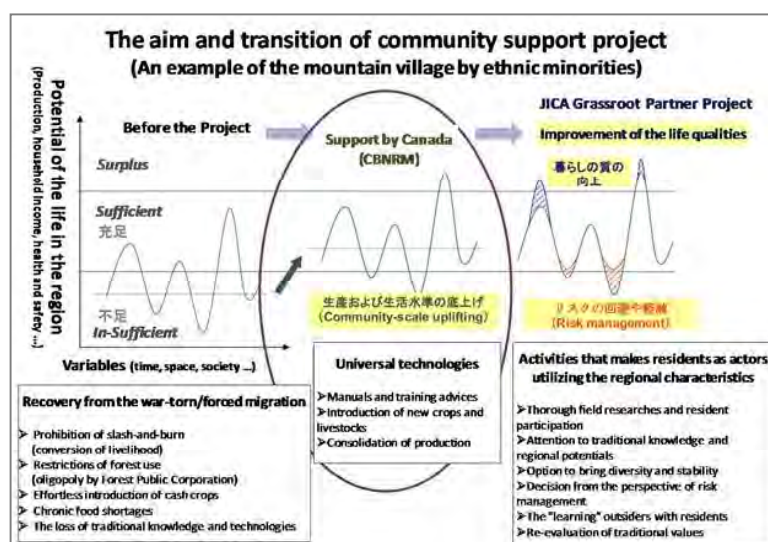 The aim and transition of community support project
(An example of the mountain village by ethnic minorities)
Potential of the life in the region
(Production, household income, health and safety ...)
JICA Grassroot Partner Project
Before the Project
Support by Canada
(CBNRM)
Improvement of the life qualities
Surplus
暮らしの質の
向上
Sufficient
充足
不足
In-Sufficient
生産および生活水準の底上げ
(Community-scale uplifting)
リスクの回避や軽減
(Risk management)
Variables (time, space, society ...)
Recovery from the war-torn/forced migration
➢ Prohibition of slash-and-burn
(conversion of livelihood)
➢ Restrictions of forest use
(oligopoly by Forest Public Corporation)
➢ Effortless introduction of cash crops
➢ Chronic food shortages
➢ The loss of traditional knowledge and technologies
Universal technologies
➢Manuals and training advices
➢Introduction of new crops and
livestocks
➢Consolidation of production
Activities that makes residents as actors
utilizing the regional characteristics
➢Thorough field researches and resident
participation
➢Attention to traditional knowledge and
regional potentials
➢Option to bring diversity and stability
➢Decision from the perspective of risk
management
➢The "learning" outsiders with residents
➢Re-evaluation of traditional values